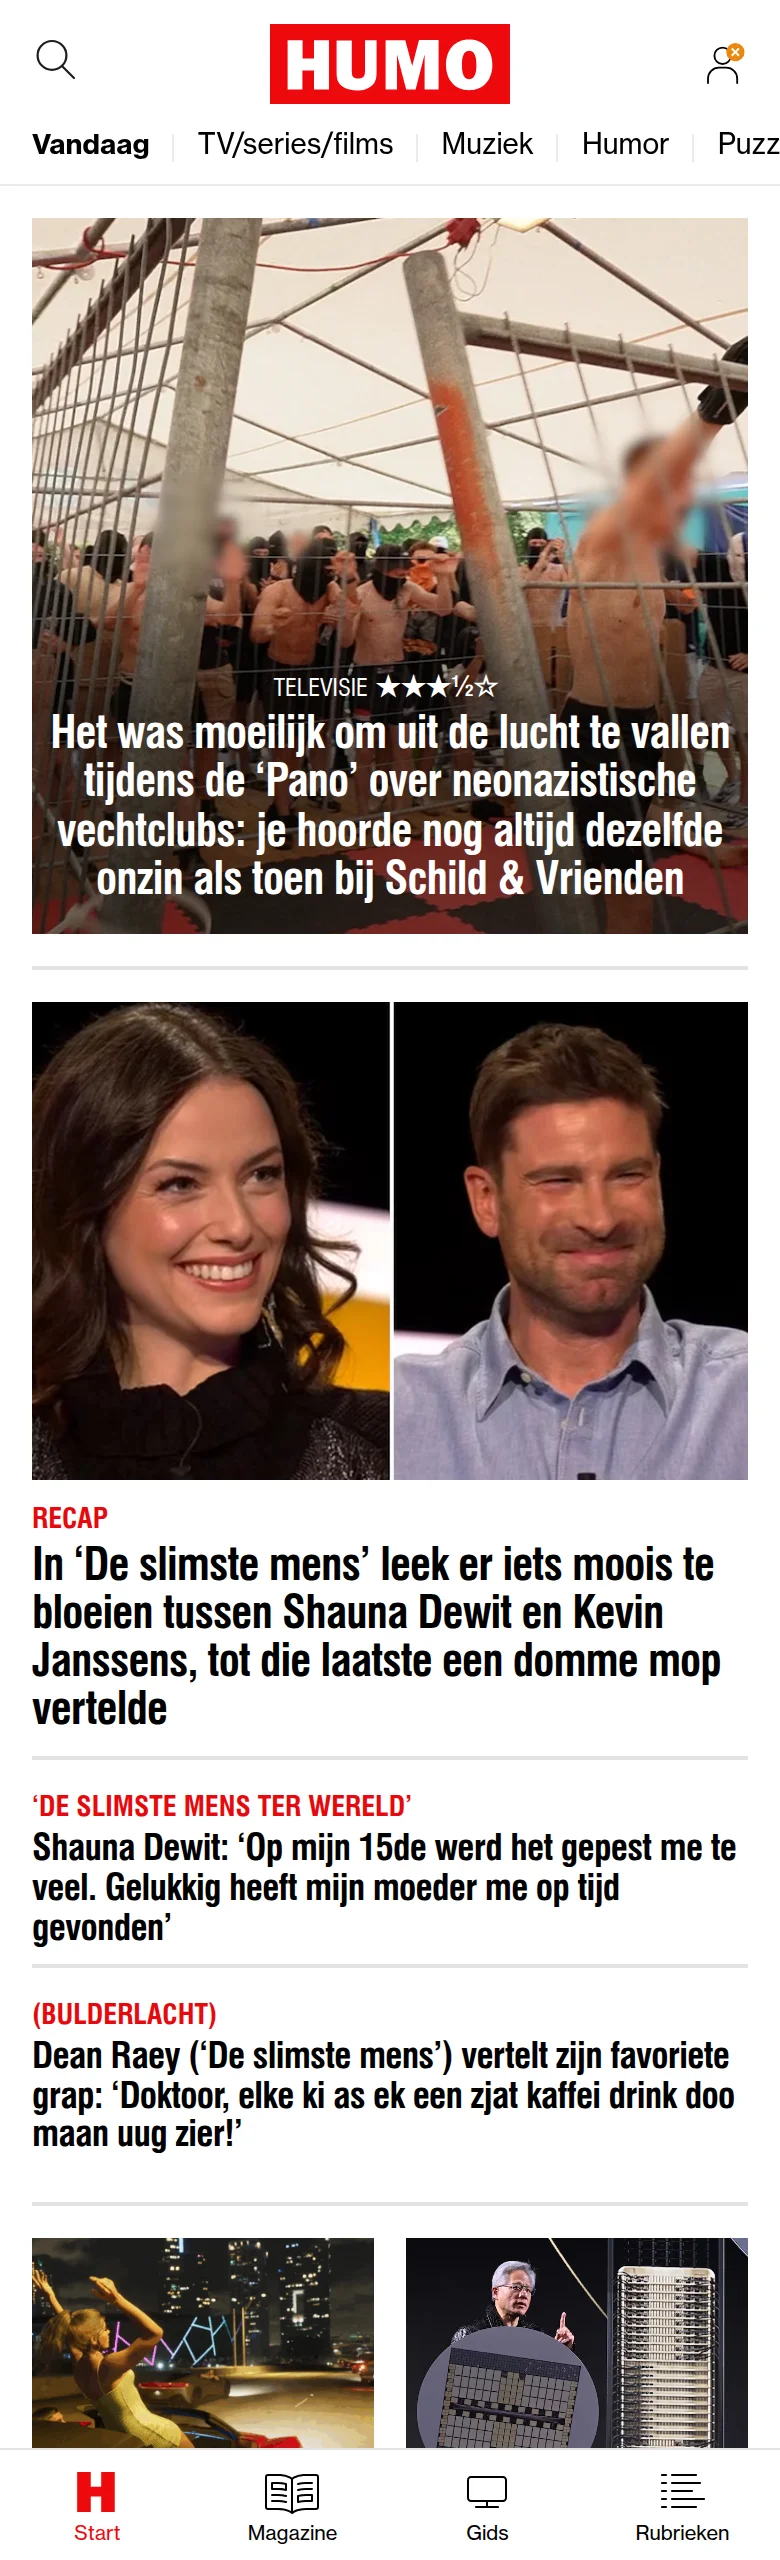 HUMO
Vandaag
TV/series/films
Muziek
Humor
Puzz
TELEVISIE ★★★½☆
Het was moeilijk om uit de lucht te vallen
tijdens de ‘Pano’ over neonazistische
vechtclubs: je hoorde nog altijd dezelfde
onzin als toen bij Schild & Vrienden
RECAP
In ‘De slimste mens’ leek er iets moois te
bloeien tussen Shauna Dewit en Kevin
Janssens, tot die laatste een domme mop
vertelde
‘DE SLIMSTE MENS TER WERELD’
Shauna Dewit: ‘Op mijn 15de werd het gepest me te
veel. Gelukkig heeft mijn moeder me op tijd
gevonden’
(BULDERLACHT)
Dean Raey (‘De slimste mens’) vertelt zijn favoriete
grap: ‘Doktoor, elke ki as ek een zjat kaffei drink doo
maan uug zier!’
H
Start
Magazine
Gids
Rubrieken